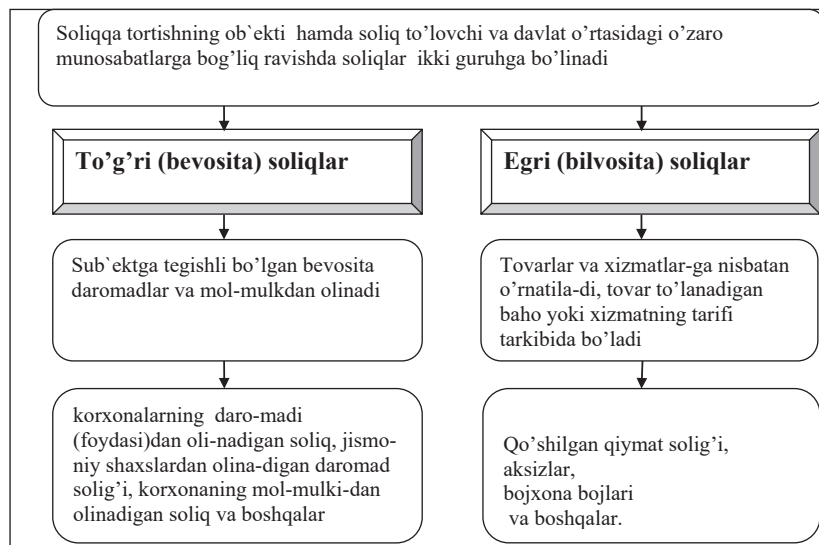 Soliqqa tortishning ob`ekti hamda soliq to’lovchi va davlat o’rtasidagi o’zaro
munosabatlarga bog’liq ravishda soliqlar ikki guruhga bo’linadi
To’g’ri (bevosita) soliqlar
Egri (bilvosita) soliqlar
Sub`ektga tegishli bo’lgan bevosita
daromadlar va mol-mulkdan olinadi
Tovarlar va xizmatlar-ga nisbatan
o’rnatila-di, tovar to’lanadigan
baho yoki xizmatning tarifi
tarkibida bo’ladi
korxonalarning daro-madi
(foydasi)dan oli-nadigan soliq, jismo-
niy shaxslardan olina-digan daromad
solig’i, korxonaning mol-mulki-dan
olinadigan soliq va boshqalar
Qo’shilgan qiymat solig’i,
aksizlar,
bojxona bojlari
va boshqalar.